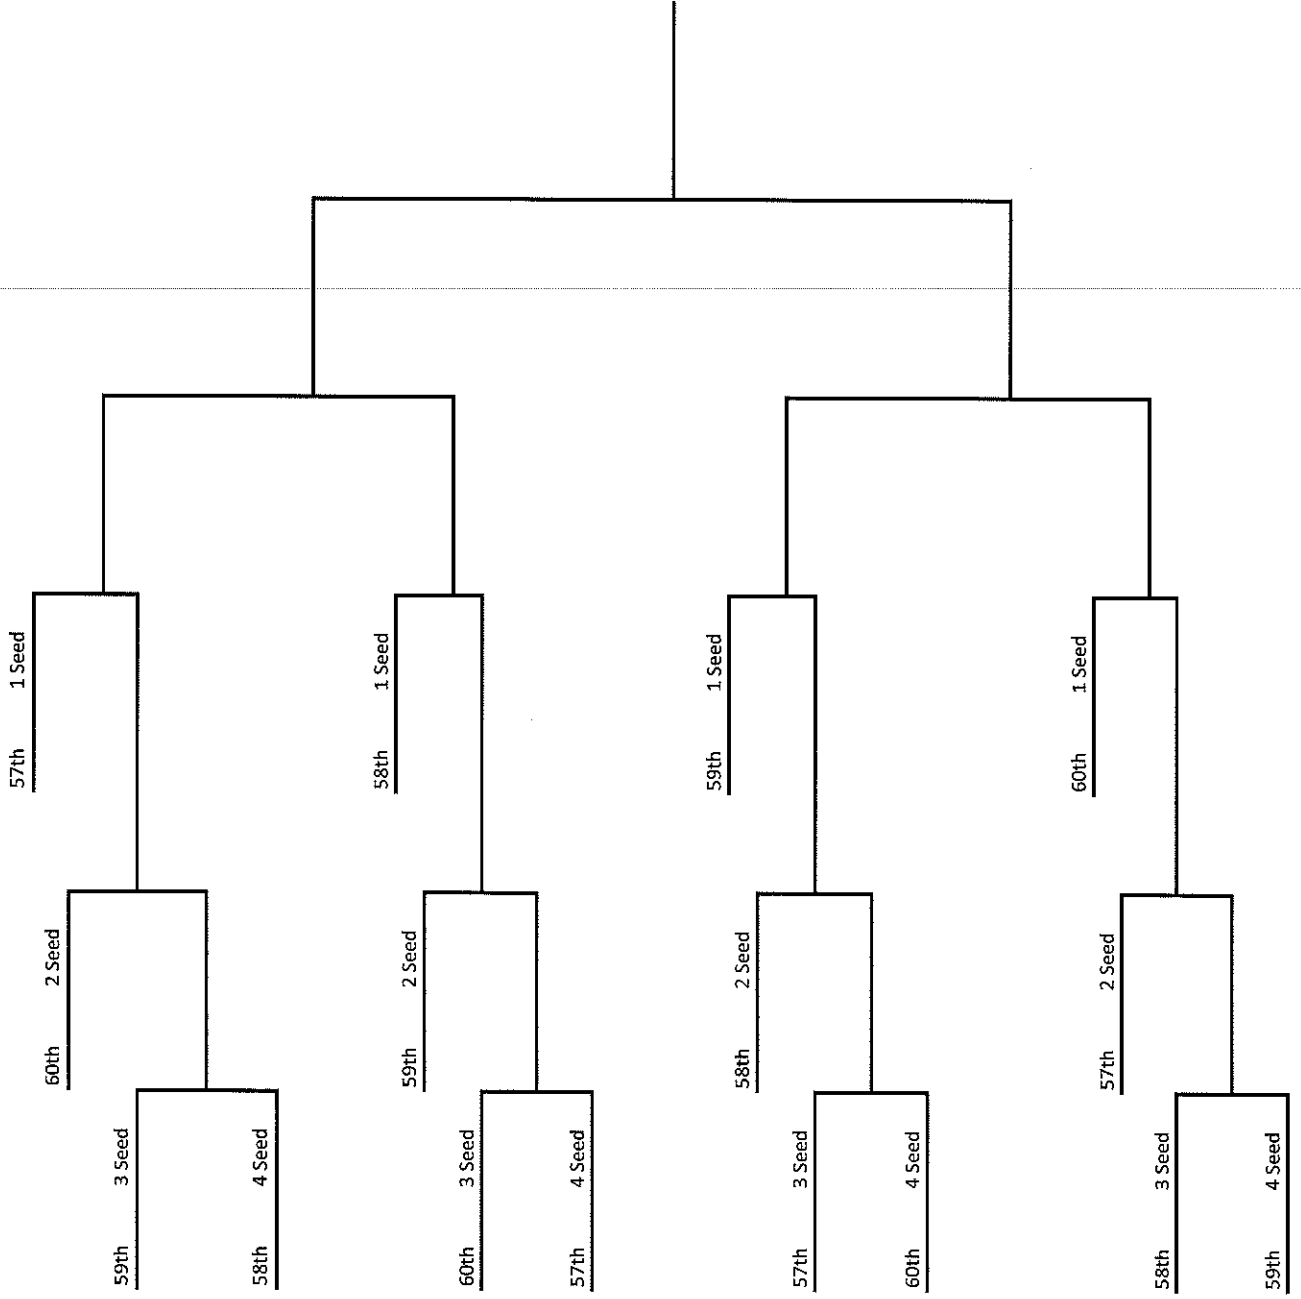 57th 1 Seed
60th 2 Seed
59th 3 Seed
58th 4 Seed
58th 1 Seed
59th 2 Seed
60th 3 Seed
57th 4 Seed
59th 1 Seed
58th 2 Seed
57th 3 Seed
60th 4 Seed
60th 1 Seed
57th 2 Seed
58th 3 Seed
59th 4 Seed